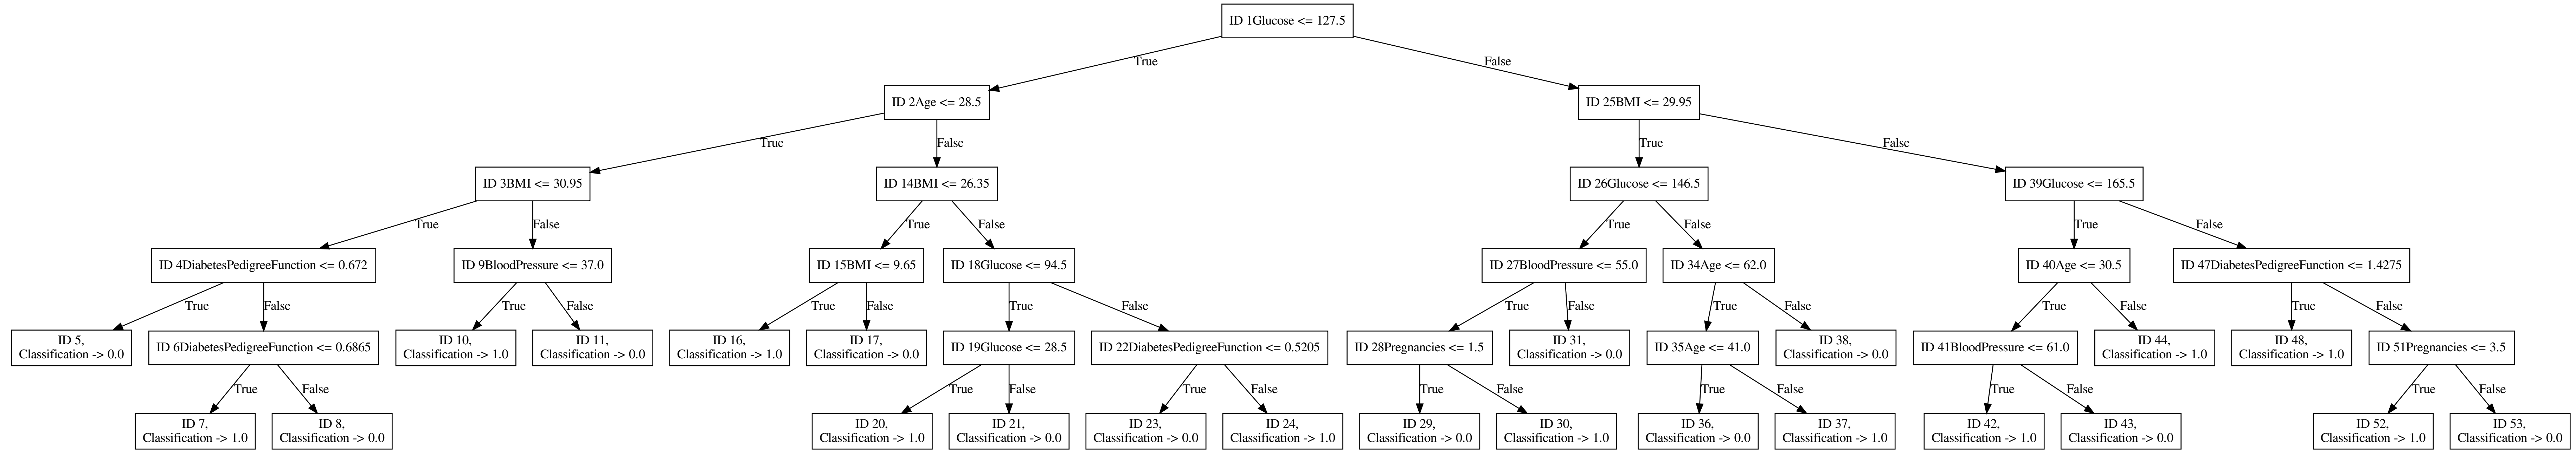 ID 1Glucose <= 127.5
True
False
ID 2Age <= 28.5
ID 25BMI <= 29.95
True
False
True
False
ID 3BMI <= 30.95
ID 14BMI <= 26.35
ID 26Glucose <= 146.5
ID 39Glucose <= 165.5
True
False
True
False
True
False
True
False
ID 4DiabetesPedigreeFunction <= 0.672
ID 9BloodPressure <= 37.0
ID 15BMI <= 9.65
ID 18Glucose <= 94.5
ID 27BloodPressure <= 55.0
ID 34Age <= 62.0
ID 40Age <= 30.5
ID 47DiabetesPedigreeFunction <= 1.4275
True
False
True
False
True
False
True
False
True
False
True
False
True
False
True
False
ID 5,
Classification -> 0.0
ID 6DiabetesPedigreeFunction <= 0.6865
ID 10,
Classification -> 1.0
ID 11,
Classification -> 0.0
ID 16,
Classification -> 1.0
ID 17,
Classification -> 0.0
ID 19Glucose <= 28.5
ID 22DiabetesPedigreeFunction <= 0.5205
ID 28Pregnancies <= 1.5
ID 31,
Classification -> 0.0
ID 35Age <= 41.0
ID 38,
Classification -> 0.0
ID 41BloodPressure <= 61.0
ID 44,
Classification -> 1.0
ID 48,
Classification -> 1.0
ID 51Pregnancies <= 3.5
True
False
True
False
True
False
True
False
True
False
True
False
True
False
ID 7,
Classification -> 1.0
ID 8,
Classification -> 0.0
ID 20,
Classification -> 1.0
ID 21,
Classification -> 0.0
ID 23,
Classification -> 0.0
ID 24,
Classification -> 1.0
ID 29,
Classification -> 0.0
ID 30,
Classification -> 1.0
ID 36,
Classification -> 0.0
ID 37,
Classification -> 1.0
ID 42,
Classification -> 1.0
ID 43,
Classification -> 0.0
ID 52,
Classification -> 1.0
ID 53,
Classification -> 0.0